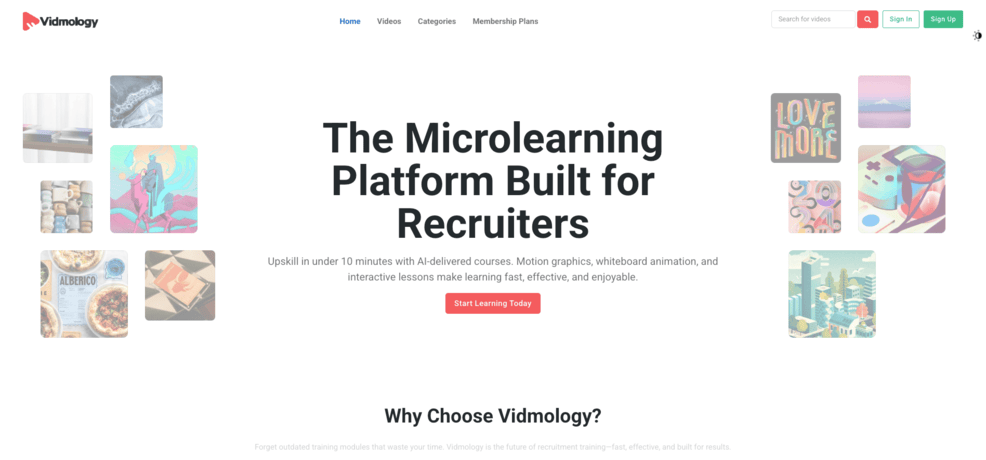 Vidmology
Home Videos Categories Membership Plans
Search for videos
Sign In
Sign Up
LOVE
MORE
ALBERICO
The Microlearning
Platform Built for
Recruiters
Upskill in under 10 minutes with AI-delivered courses. Motion graphics, whiteboard animation, and
interactive lessons make learning fast, effective, and enjoyable.
Start Learning Today
Why Choose Vidmology?
Forget outdated training modules that waste your time. Vidmology is the future of recruitment training—fast, effective, and built for results.